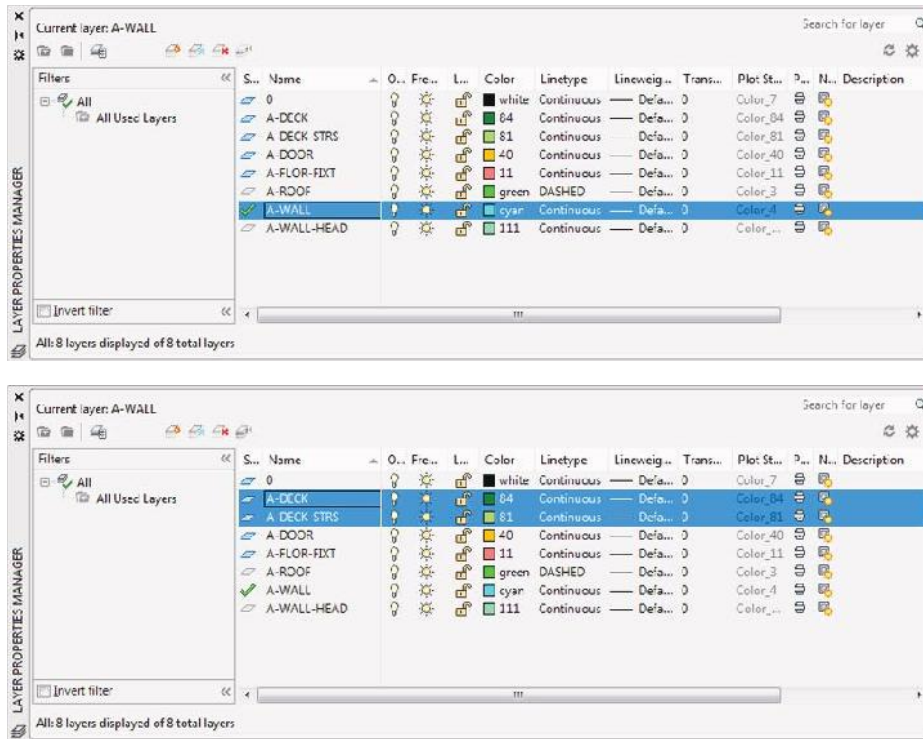 Current layer: A-WALL
Search for layer
Filters
S... Name O... Fre... L... Color Linetype Lineweig... Trans... Plot St... P... N... Description
All
All Used Layers
0 white Continuous Defa... 0 Color_7
A-DECK 84 Continuous Defa... 0 Color_84
A-DECK STRS 81 Continuous Defa... 0 Color_81
A-DOOR 40 Continuous Defa... 0 Color_40
A-FLOR-FIXT 11 Continuous Defa... 0 Color_11
A-ROOF green DASHED Defa... 0 Color_3
A-WALL cyan Continuous Defa... 0 Color_4
A-WALL-HEAD 111 Continuous Defa... 0 Color_...
Invert filter
All: 8 layers displayed of 8 total layers
LAYER PROPERTIES MANAGER
Current layer: A-WALL
Search for layer
Filters
S... Name O... Fre... L... Color Linetype Lineweig... Trans... Plot St... P... N... Description
All
All Used Layers
0 white Continuous Defa... 0 Color_7
A-DECK 84 Continuous Defa... 0 Color_84
A-DECK STRS 81 Continuous Defa... 0 Color_81
A-DOOR 40 Continuous Defa... 0 Color_40
A-FLOR-FIXT 11 Continuous Defa... 0 Color_11
A-ROOF green DASHED Defa... 0 Color_3
A-WALL cyan Continuous Defa... 0 Color_4
A-WALL-HEAD 111 Continuous Defa... 0 Color_...
Invert filter
All: 8 layers displayed of 8 total layers
LAYER PROPERTIES MANAGER